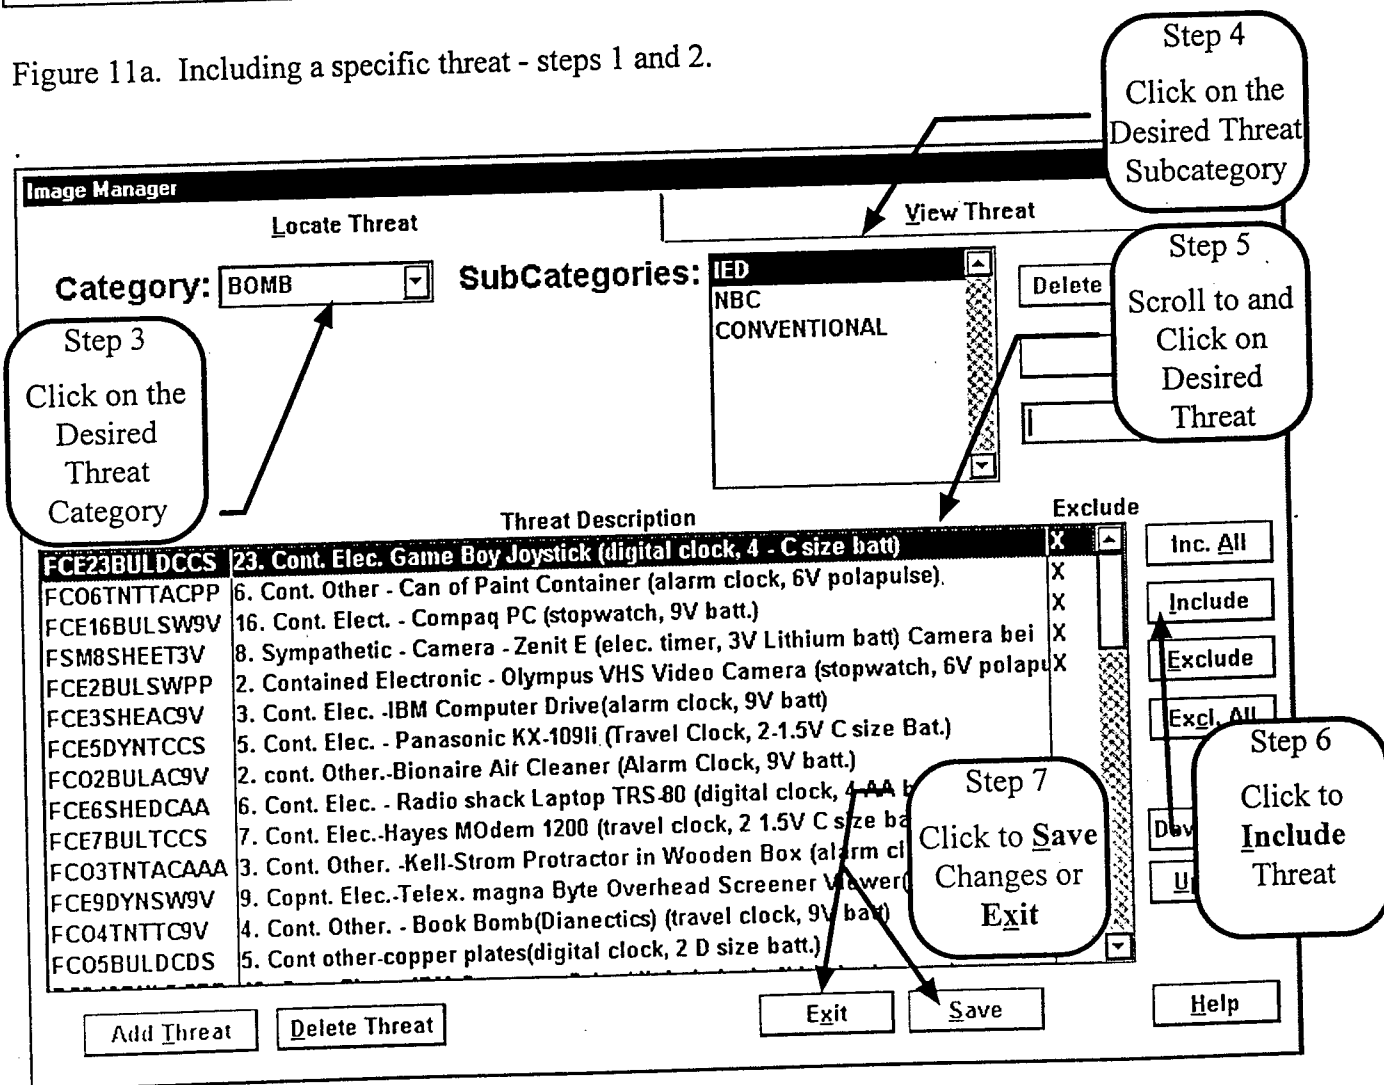 Figure 11a. Including a specific threat - steps 1 and 2.
Step 4
Click on the
Desired Threat
Subcategory
Image Manager
Locate Threat
View Threat
Category:
BOMB
SubCategories:
IED
NBC
CONVENTIONAL
Delete
Step 5
Scroll to and
Click on
Desired
Threat
Step 3
Click on the
Desired
Threat
Category
Threat Description
Exclude
FCE23BULDCCS 23. Cont. Elec. Game Boy Joystick (digital clock, 4 - C size batt) X
FCO6TNTTACPP 6. Cont. Other - Can of Paint Container (alarm clock, 6V polapulse). X
FCE16BULSW9V 16. Cont. Elect. - Compaq PC (stopwatch, 9V batt.) X
FSM8SHEET3V 8. Sympathetic - Camera - Zenit E (elec. timer, 3V Lithium batt) Camera bei X
FCE2BULSWPP 2. Contained Electronic - Olympus VHS Video Camera (stopwatch, 6V polapu X
FCE3SHEAC9V 3. Cont. Elec. -IBM Computer Drive(alarm clock, 9V batt)
FCE5DYNTCCS 5. Cont. Elec. - Panasonic KX-109li (Travel Clock, 2-1.5V C size Bat.)
FCO2BULAC9V 2. cont. Other.-Bionaire Air Cleaner (Alarm Clock, 9V batt.)
FCE6SHEDCAA 6. Cont. Elec. - Radio shack Laptop TRS-80 (digital clock, 4 AA b
FCE7BULTCCS 7. Cont. Elec.-Hayes MOdem 1200 (travel clock, 2 1.5V C size ba
FCO3TNTACAAA 3. Cont. Other. -Kell-Strom Protractor in Wooden Box (alarm cl
FCE9DYNSW9V 9. Copnt. Elec.-Telex. magna Byte Overhead Screener Viewer(
FCO4TNTTC9V 4. Cont. Other. - Book Bomb(Dianectics) (travel clock, 9V batt)
FCO5BULDCDS 5. Cont other-copper plates(digital clock, 2 D size batt.)
Inc. All
Include
Exclude
Excl. All
Step 6
Click to
Include
Threat
Step 7
Click to Save
Changes or
Exit
Add Threat
Delete Threat
Exit
Save
Help